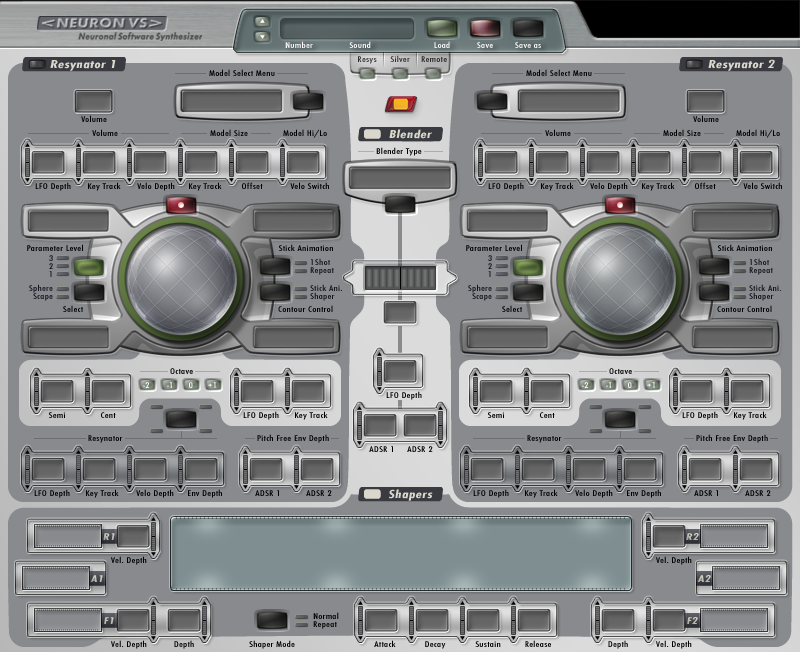 <NEURON VS>
Neuronal Software Synthesizer
Number Sound Load Save Save as
Resys Silver Remote
Resynator 1
Model Select Menu
Volume
Volume Model Size Model Hi/Lo
LFO Depth Key Track Velo Depth Key Track Offset Velo Switch
Parameter Level
3
2
1
Sphere
Scape
Select
Stick Animation
1Shot
Repeat
Stick Ani.
Shaper
Contour Control
Octave
-2 -1 0 +1
Semi Cent LFO Depth Key Track
Resynator Pitch Free Env Depth
LFO Depth Key Track Velo Depth Env Depth ADSR 1 ADSR 2
Blender
Blender Type
LFO Depth
ADSR 1 ADSR 2
Resynator 2
Model Select Menu
Volume
Volume Model Size Model Hi/Lo
LFO Depth Key Track Velo Depth Key Track Offset Velo Switch
Parameter Level
3
2
1
Sphere
Scape
Select
Stick Animation
1Shot
Repeat
Stick Ani.
Shaper
Contour Control
Octave
-2 -1 0 +1
Semi Cent LFO Depth Key Track
Resynator Pitch Free Env Depth
LFO Depth Key Track Velo Depth Env Depth ADSR 1 ADSR 2
Shapers
R1
Vel. Depth
A1
F1
Vel. Depth Depth
Shaper Mode
Normal
Repeat
Attack Decay Sustain Release
R2
Vel. Depth
A2
F2
Depth Vel. Depth